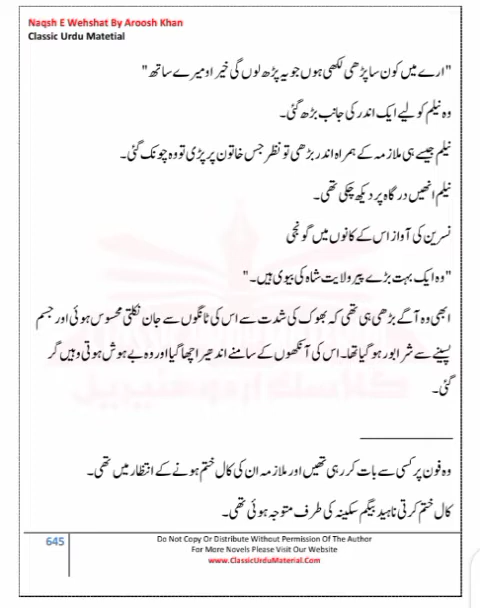 Naqsh E Wehshat By Aroosh Khan
Classic Urdu Matetial
"ارے میں کون سا پڑھی لکھی ہوں جو یہ پڑھ لوں گی خیر اؤ میرے ساتھ"
وہ نیلم کو لیے ایک اندر کی جانب بڑھ گئی۔
نیلم جیسے ہی ملازمہ کے ہمراہ اندر بڑھی تو نظر جس خاتون پر پڑی تو وہ چونک گئی۔
نیلم انھیں درگاہ پر دیکھ چکی تھی۔
نسرین کی آواز اس کے کانوں میں گونجی
"وہ ایک بہت بڑے پیر ولایت شاہ کی بیوی ہیں۔"
ابھی وہ آگے بڑھی ہی تھی کہ بھوک کی شدت سے اس کی ٹانگوں سے جان نکلتی محسوس ہوئی اور جسم
پسینے سے شرابور ہو گیا تھا۔ اس کی آنکھوں کے سامنے اندھیرا چھا گیا اور وہ بے ہوش ہوتی وہیں گر
گئی۔
وہ فون پر کسی سے بات کر رہی تھیں اور ملازمہ ان کی کال ختم ہونے کے انتظار میں تھی۔
کال ختم کرتی ناہید بیگم سکینہ کی طرف متوجہ ہوئی تھی۔
645
Do Not Copy Or Distribute Without Permission Of The Author
For More Novels Please Visit Our Website
www.ClassicUrduMaterial.Com